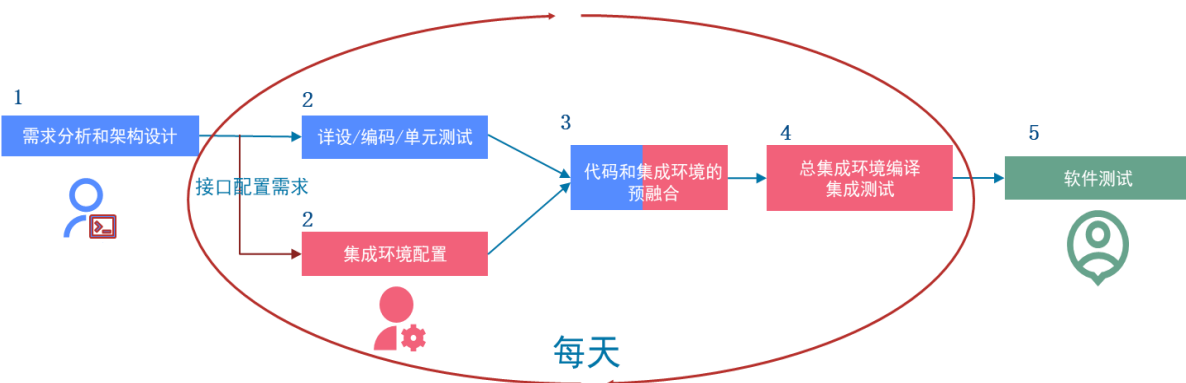 1
需求分析和架构设计
2
详设/编码/单元测试
接口配置需求
2
集成环境配置
3
代码和集成环境的
预融合
4
总集成环境编译
集成测试
5
软件测试
每天